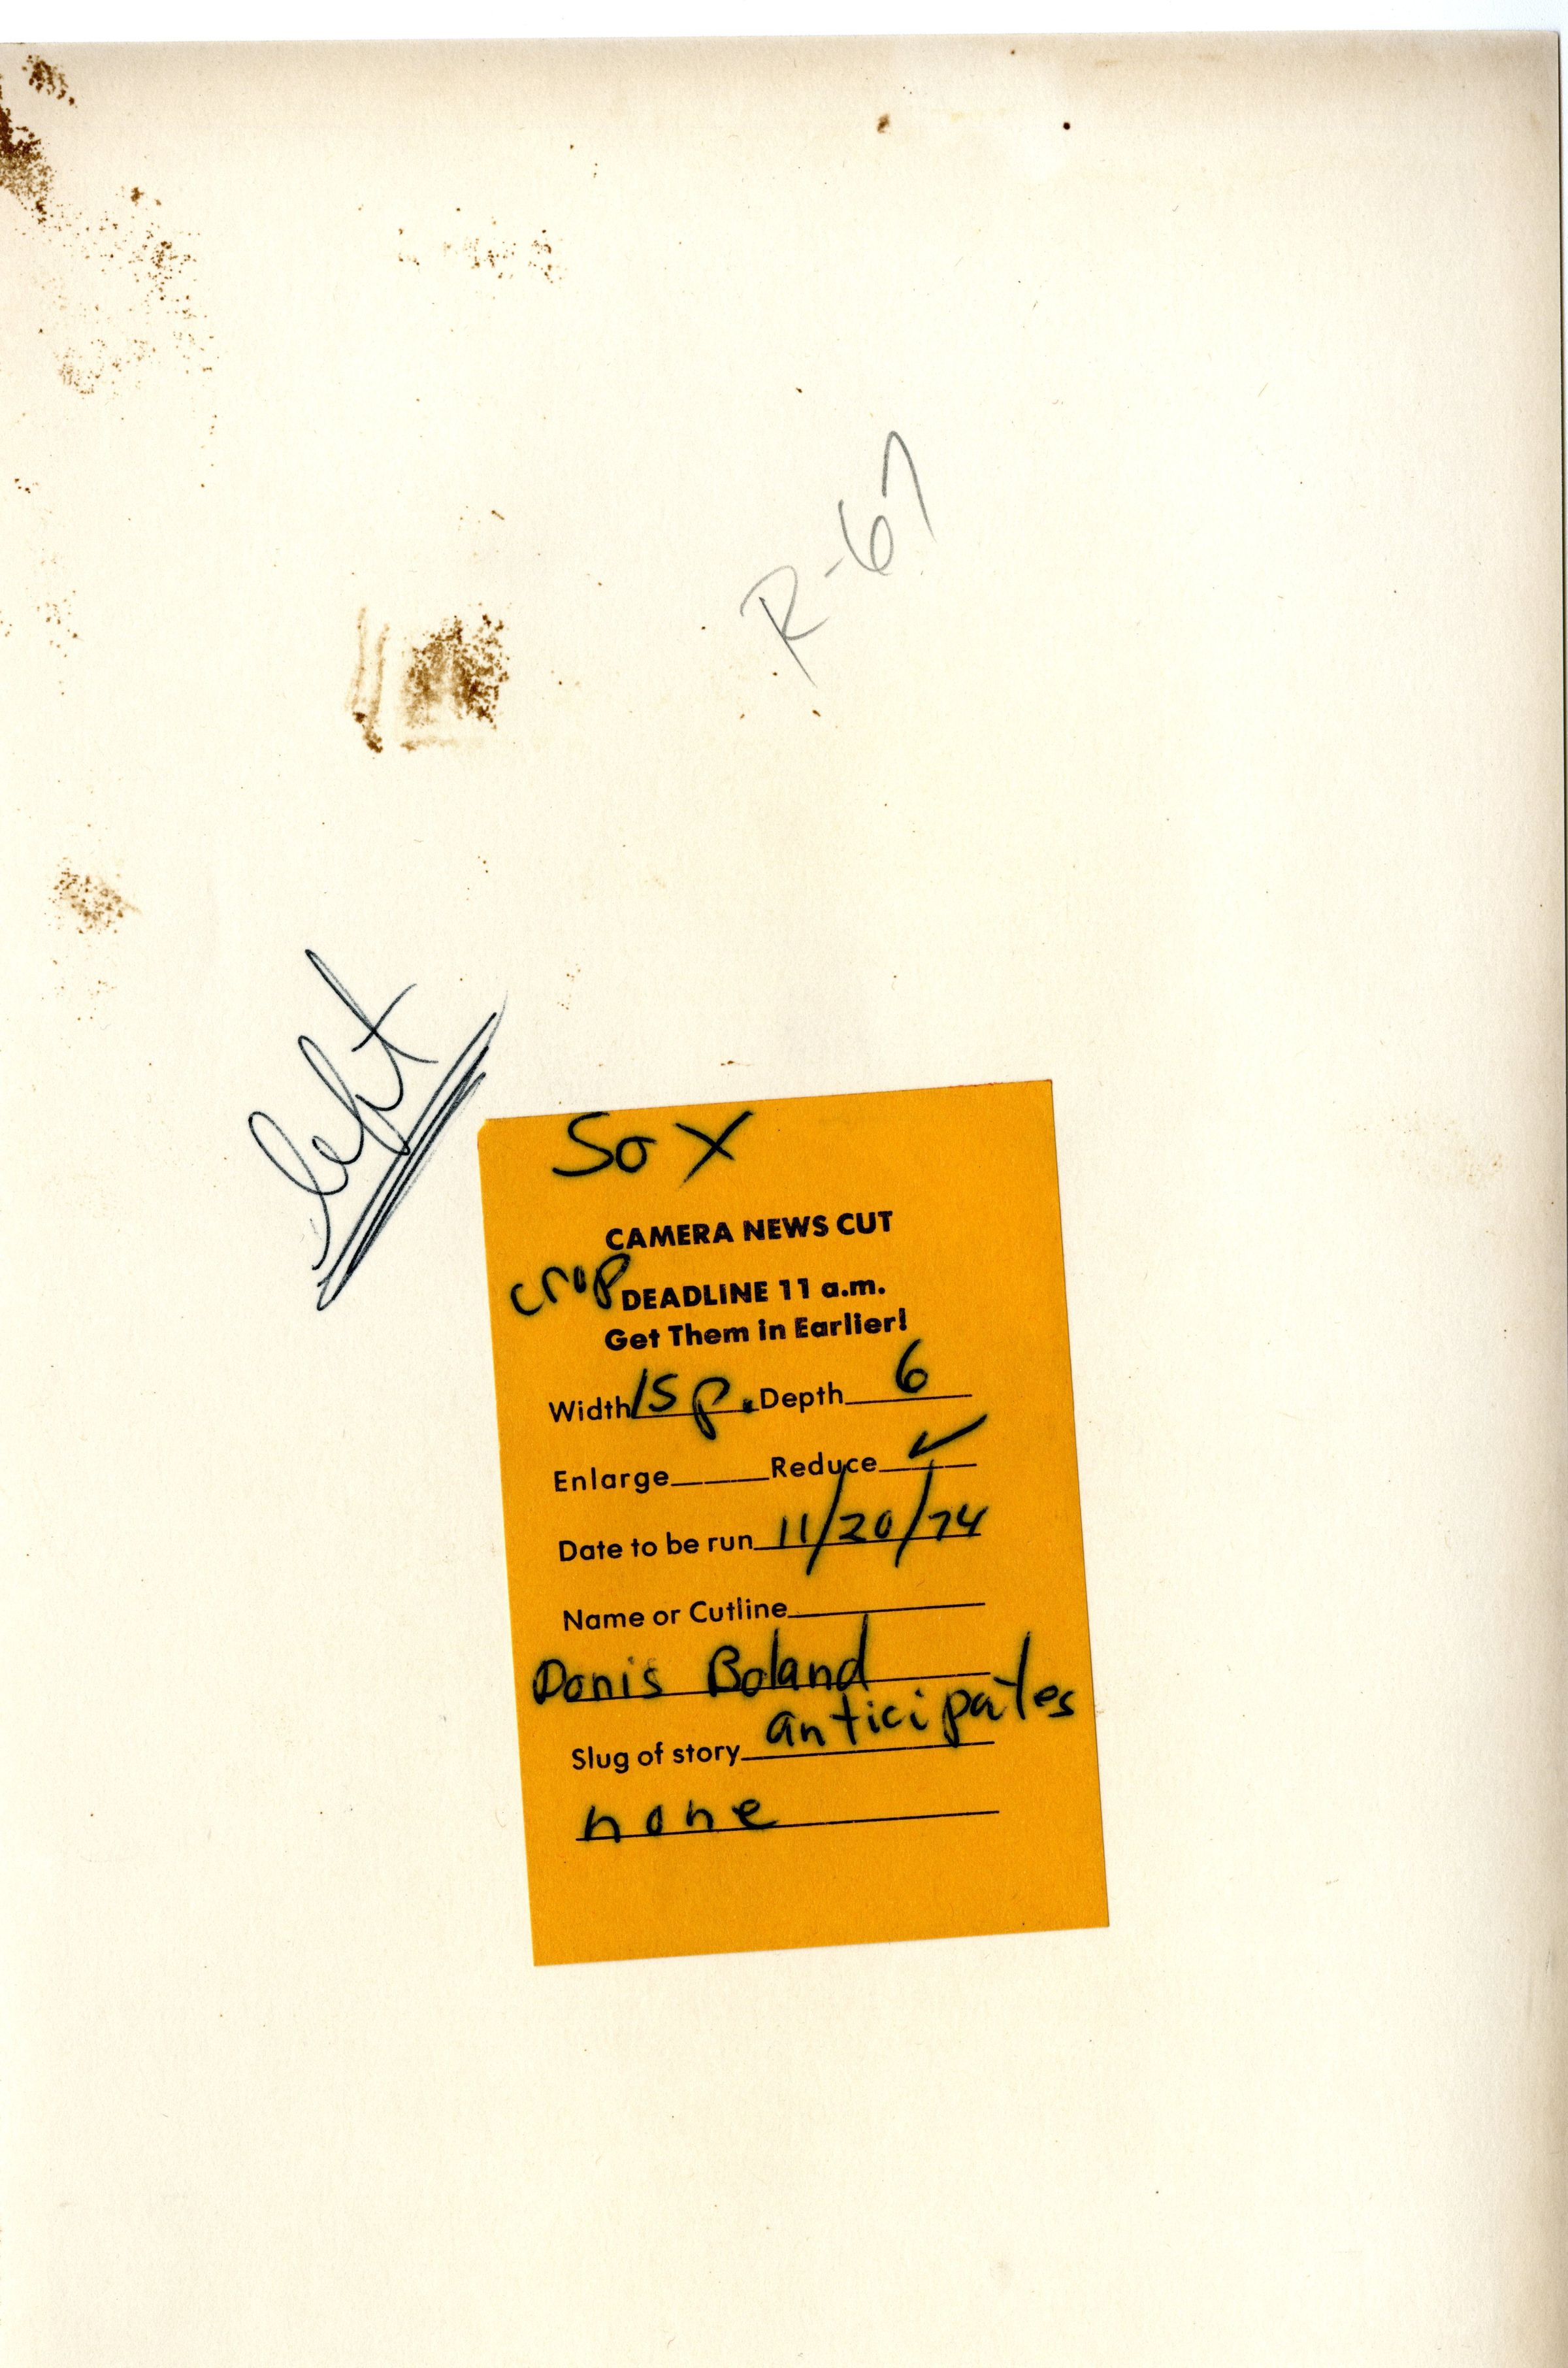 R-67
left
Sox
CAMERA NEWS CUT
crop
DEADLINE 11 a.m.
Get Them in Earlier!
Width 15 p. Depth 6
Enlarge Reduce ✓
Date to be run 11/20/74
Name or Cutline
Donis Boland
anticipates
Slug of story
none